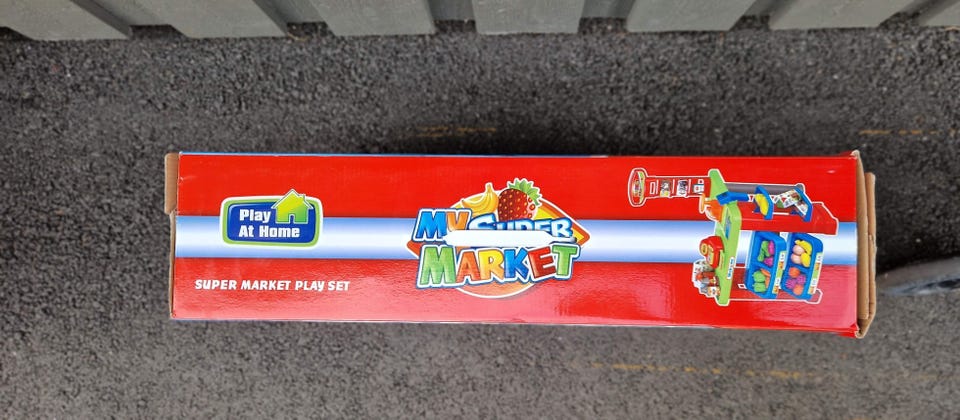 Play
At Home
SUPER MARKET PLAY SET
MY SUPER
MARKET